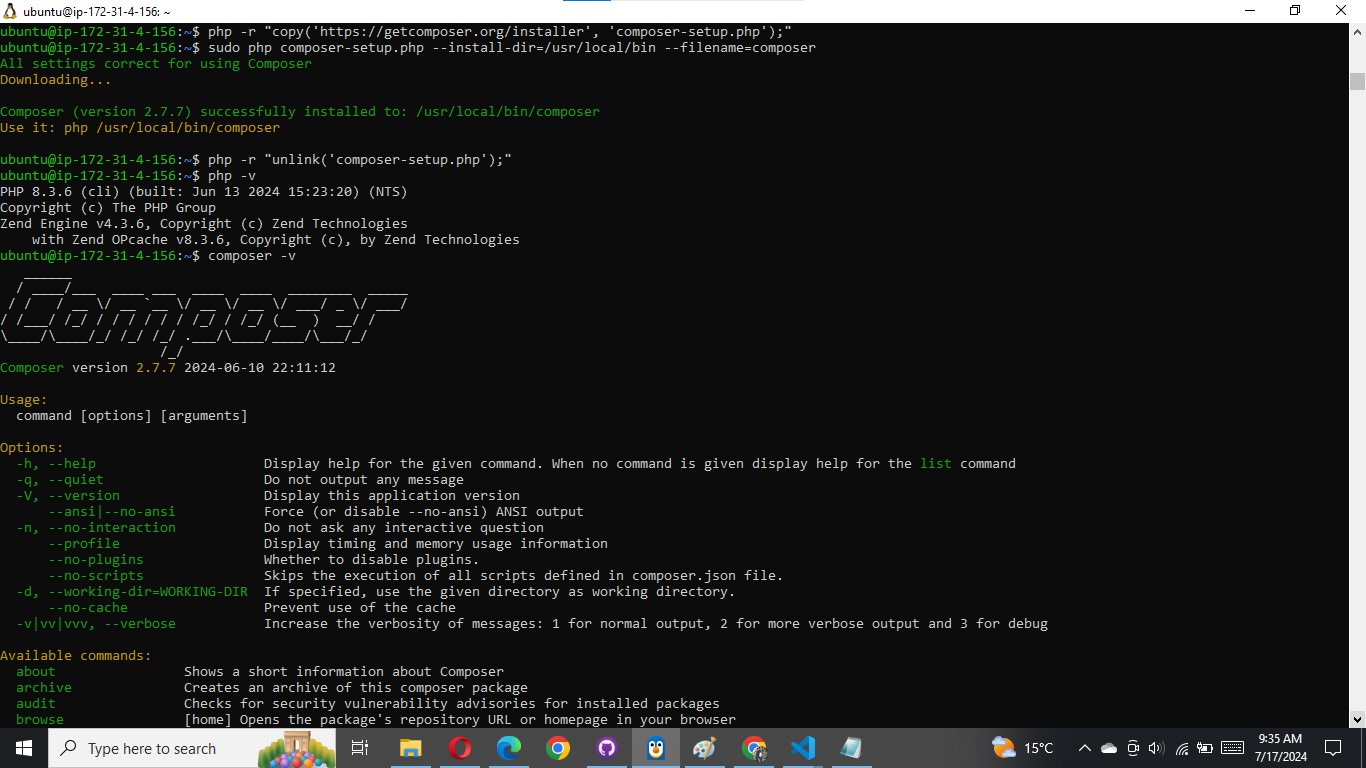 ubuntu@ip-172-31-4-156: ~
ubuntu@ip-172-31-4-156:~$ php -r "copy('https://getcomposer.org/installer', 'composer-setup.php');"
ubuntu@ip-172-31-4-156:~$ sudo php composer-setup.php --install-dir=/usr/local/bin --filename=composer
All settings correct for using Composer
Downloading...
Composer (version 2.7.7) successfully installed to: /usr/local/bin/composer
Use it: php /usr/local/bin/composer
ubuntu@ip-172-31-4-156:~$ php -r "unlink('composer-setup.php');"
ubuntu@ip-172-31-4-156:~$ php -v
PHP 8.3.6 (cli) (built: Jun 13 2024 15:23:20) (NTS)
Copyright (c) The PHP Group
Zend Engine v4.3.6, Copyright (c) Zend Technologies
    with Zend OPcache v8.3.6, Copyright (c), by Zend Technologies
ubuntu@ip-172-31-4-156:~$ composer -v
Composer
Composer version 2.7.7 2024-06-10 22:11:12
Usage:
  command [options] [arguments]
Options:
  -h, --help                     Display help for the given command. When no command is given display help for the list command
  -q, --quiet                    Do not output any message
  -V, --version                  Display this application version
      --ansi|--no-ansi           Force (or disable --no-ansi) ANSI output
  -n, --no-interaction           Do not ask any interactive question
      --profile                  Display timing and memory usage information
      --no-plugins               Whether to disable plugins.
      --no-scripts               Skips the execution of all scripts defined in composer.json file.
  -d, --working-dir=WORKING-DIR  If specified, use the given directory as working directory.
      --no-cache                 Prevent use of the cache
  -v|vv|vvv, --verbose           Increase the verbosity of messages: 1 for normal output, 2 for more verbose output and 3 for debug
Available commands:
  about                Shows a short information about Composer
  archive              Creates an archive of this composer package
  audit                Checks for security vulnerability advisories for installed packages
  browse               [home] Opens the package's repository URL or homepage in your browser
Type here to search
15°C
9:35 AM
7/17/2024